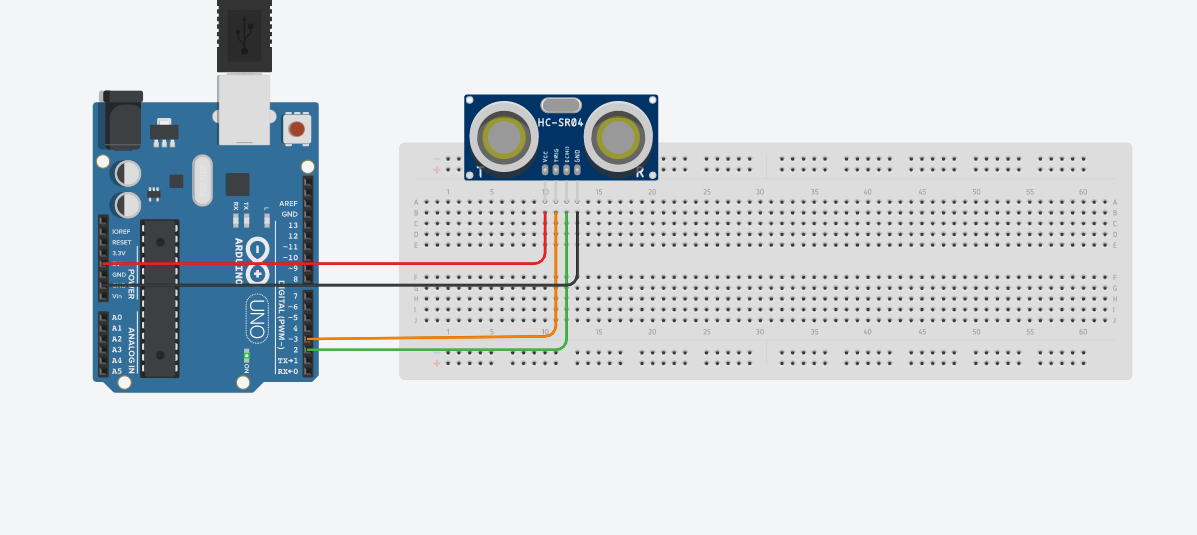 HC-SR04
VCC
TRIG
ECHO
GND
T
R
AREF
GND
13
12
~11
~10
~9
8
7
~6
~5
4
~3
2
TX→1
RX←0
DIGITAL (PWM~)
IOREF
RESET
3.3V
GND
Vin
POWER
A0
A1
A2
A3
A4
A5
ANALOG IN
RX
TX
L
ARDUINO
UNO
ON
- +
1 5 10 15 20 25 30 35 40 45 50 55 60
A A
B B
C C
D D
E E
F F
G G
H H
I I
J J
1 5 10 15 20 25 30 35 40 45 50 55 60
- +